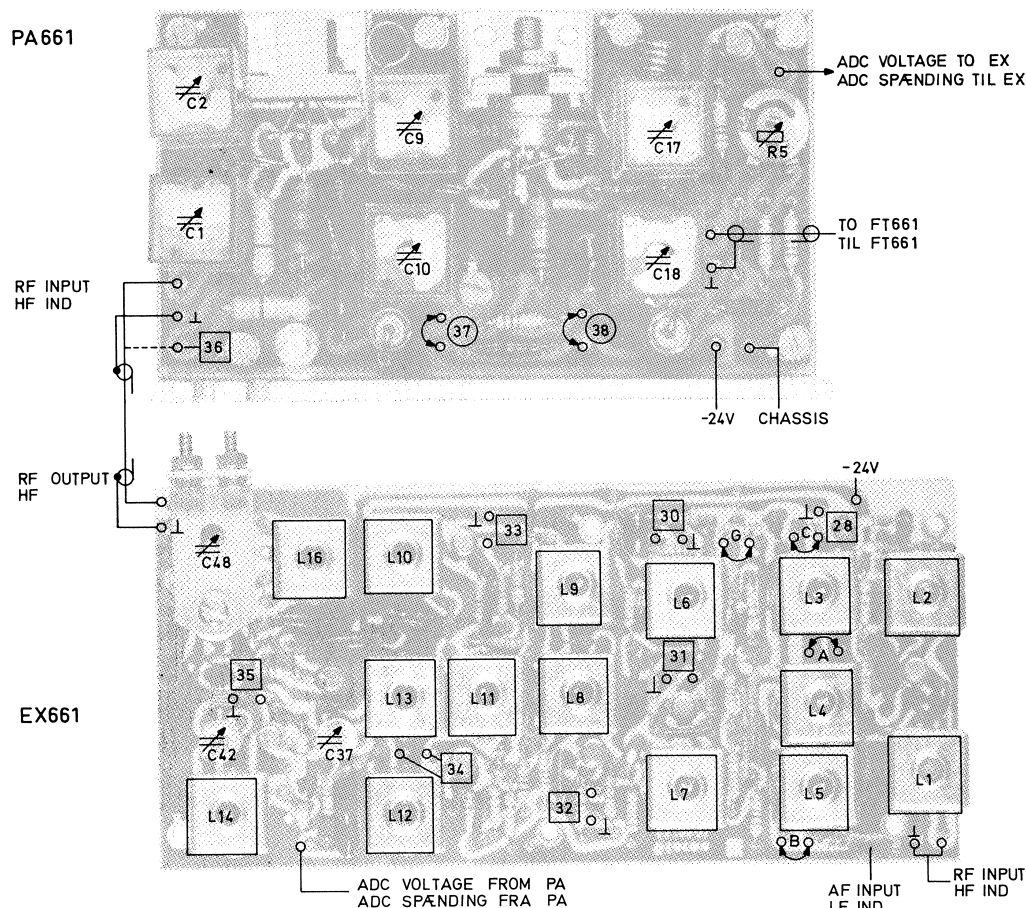 PA661
ADC VOLTAGE TO EX
ADC SPÆNDING TIL EX
C2
C9
C17
R5
C1
C10
C18
TO FT661
TIL FT661
RF INPUT
HF IND
36
37
38
-24V CHASSIS
RF OUTPUT
HF
-24V
33
30
G
C
28
C48
L16
L10
L9
L6
L3
L2
A
31
35
L13
L11
L8
L4
EX661
C42
C37
34
L14
L12
32
L7
L5
L1
B
ADC VOLTAGE FROM PA
ADC SPÆNDING FRA PA
AF INPUT
LF IND
RF INPUT
HF IND